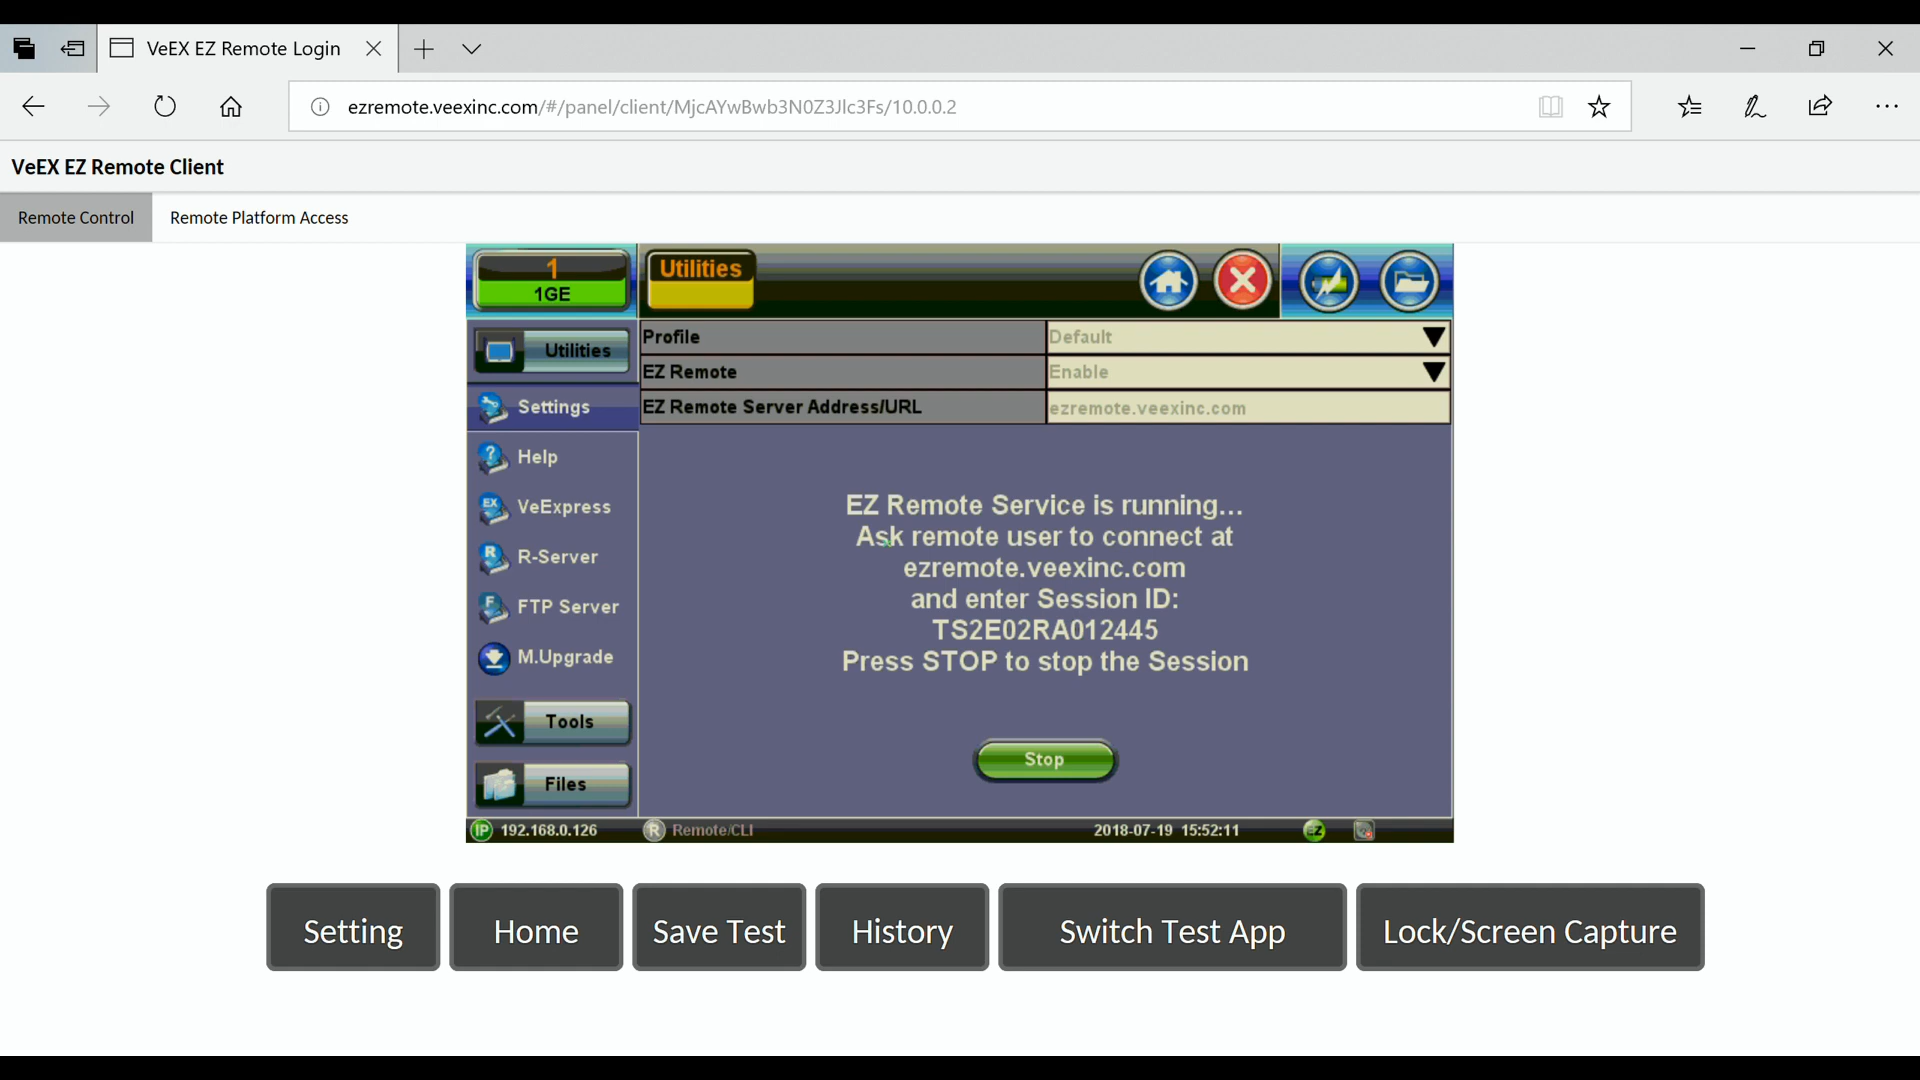 VeEX EZ Remote Login
ezremote.veexinc.com/#/panel/client/MjcAYwBwb3N0Z3Jlc3Fs/10.0.0.2
VeEX EZ Remote Client
Remote Control Remote Platform Access
1
1GE
Utilities
Utilities
Profile Default
EZ Remote Enable
EZ Remote Server Address/URL ezremote.veexinc.com
Settings
Help
VeExpress
R-Server
FTP Server
M.Upgrade
Tools
Files
EZ Remote Service is running...
Ask remote user to connect at
ezremote.veexinc.com
and enter Session ID:
TS2E02RA012445
Press STOP to stop the Session
Stop
IP 192.168.0.126 R Remote/CLI 2018-07-19 15:52:11 EZ
Setting Home Save Test History Switch Test App Lock/Screen Capture